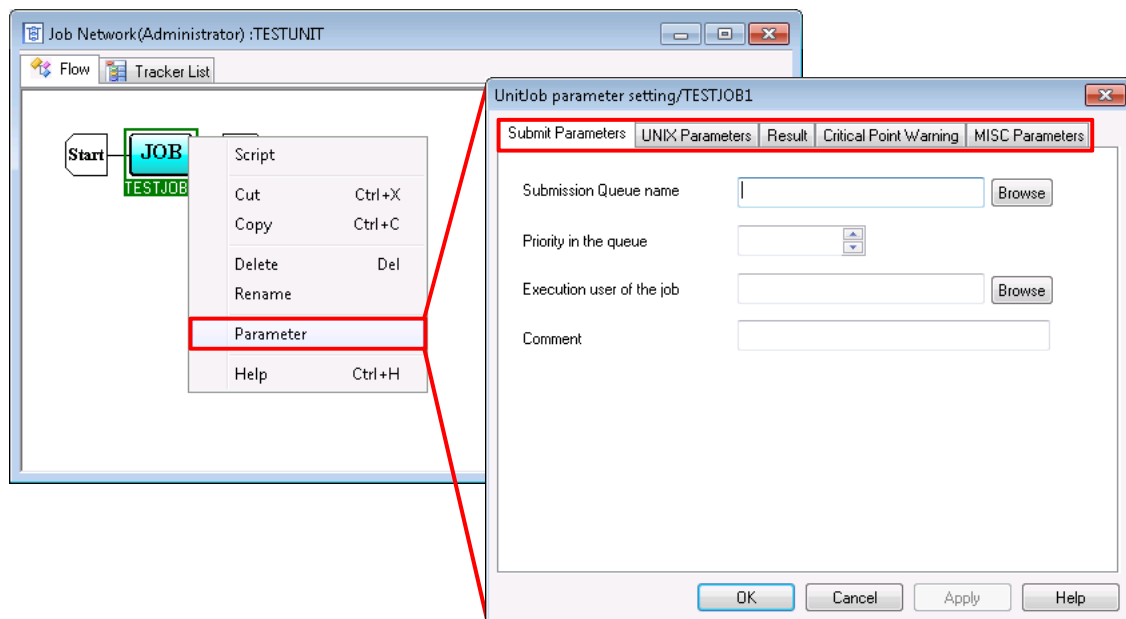 Job Network(Administrator) :TESTUNIT
Flow
Tracker List
Start
JOB
TESTJOB
Script
Cut Ctrl+X
Copy Ctrl+C
Delete Del
Rename
Parameter
Help Ctrl+H
UnitJob parameter setting/TESTJOB1
Submit Parameters UNIX Parameters Result Critical Point Warning MISC Parameters
Submission Queue name Browse
Priority in the queue
Execution user of the job Browse
Comment
OK Cancel Apply Help